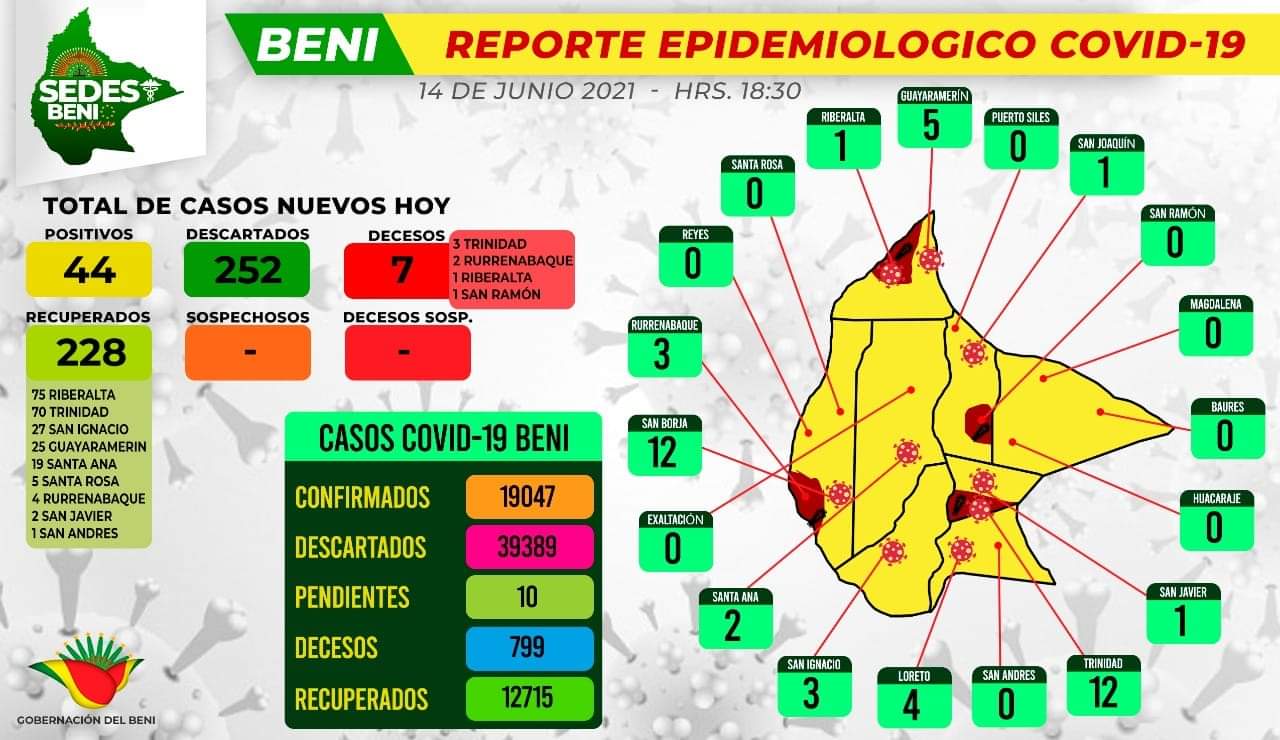 SEDES
BENI
BENI
REPORTE EPIDEMIOLOGICO COVID-19
14 DE JUNIO 2021 - HRS. 18:30
TOTAL DE CASOS NUEVOS HOY
POSITIVOS
44
DESCARTADOS
252
DECESOS
7
3 TRINIDAD
2 RURRENABAQUE
1 RIBERALTA
1 SAN RAMÓN
RECUPERADOS
228
75 RIBERALTA
70 TRINIDAD
27 SAN IGNACIO
25 GUAYARAMERIN
19 SANTA ANA
5 SANTA ROSA
4 RURRENABAQUE
2 SAN JAVIER
1 SAN ANDRES
SOSPECHOSOS
-
DECESOS SOSP.
-
CASOS COVID-19 BENI
CONFIRMADOS 19047
DESCARTADOS 39389
PENDIENTES 10
DECESOS 799
RECUPERADOS 12715
GOBERNACIÓN DEL BENI
GUAYARAMERÍN
5
RIBERALTA
1
PUERTO SILES
0
SAN JOAQUÍN
1
SANTA ROSA
0
SAN RAMÓN
0
REYES
0
MAGDALENA
0
RURRENABAQUE
3
BAURES
0
SAN BORJA
12
HUACARAJE
0
EXALTACIÓN
0
SAN JAVIER
1
SANTA ANA
2
SAN IGNACIO
3
LORETO
4
SAN ANDRES
0
TRINIDAD
12